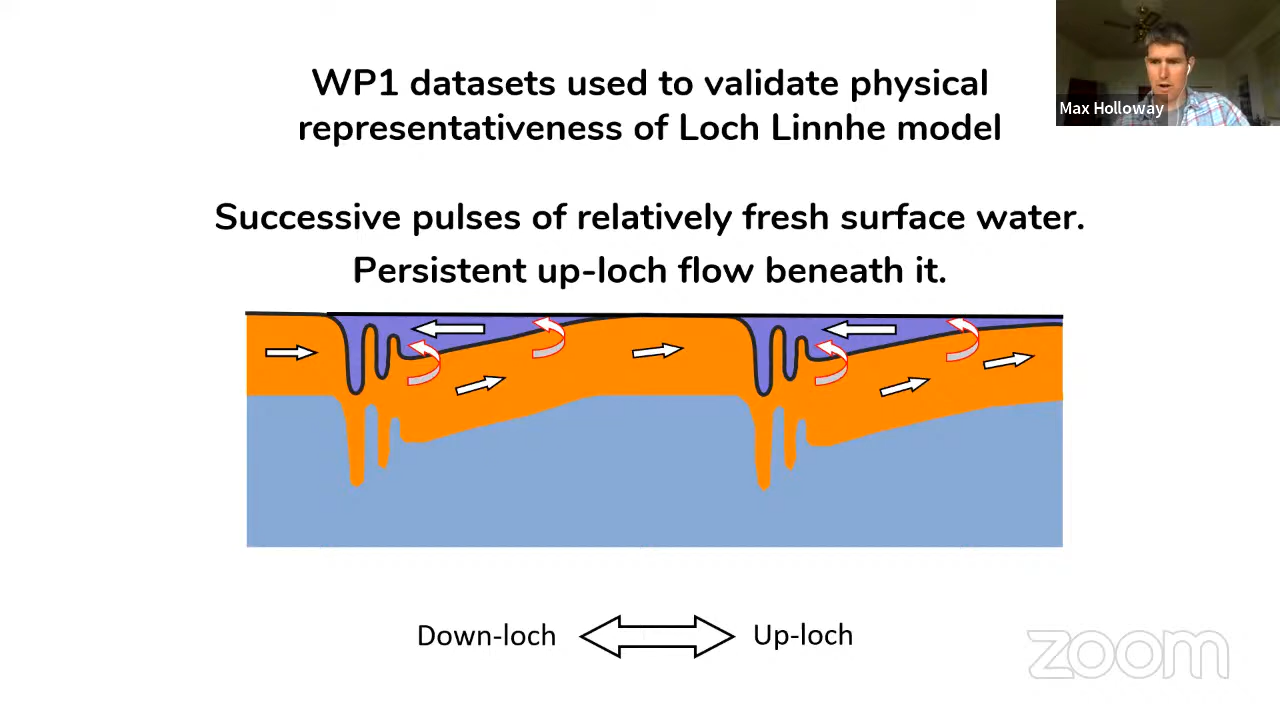 WP1 datasets used to validate physical
representativeness of Loch Linnhe model
Max Holloway
Successive pulses of relatively fresh surface water.
Persistent up-loch flow beneath it.
Down-loch
Up-loch
zoom